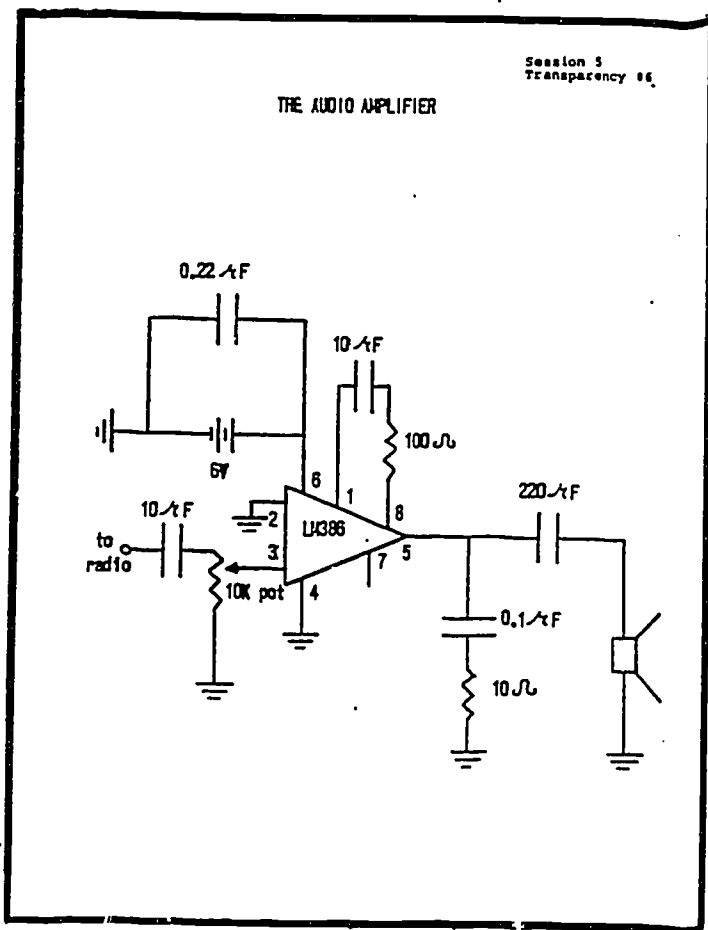 Session 5
Transparency #6
THE AUDIO AMPLIFIER
0.22 μF
10 μF
100 Ω
6V
6
1
220 μF
10 μF
2
LM386
8
to
radio
3
5
7
10K pot
4
0.1 μF
10 Ω